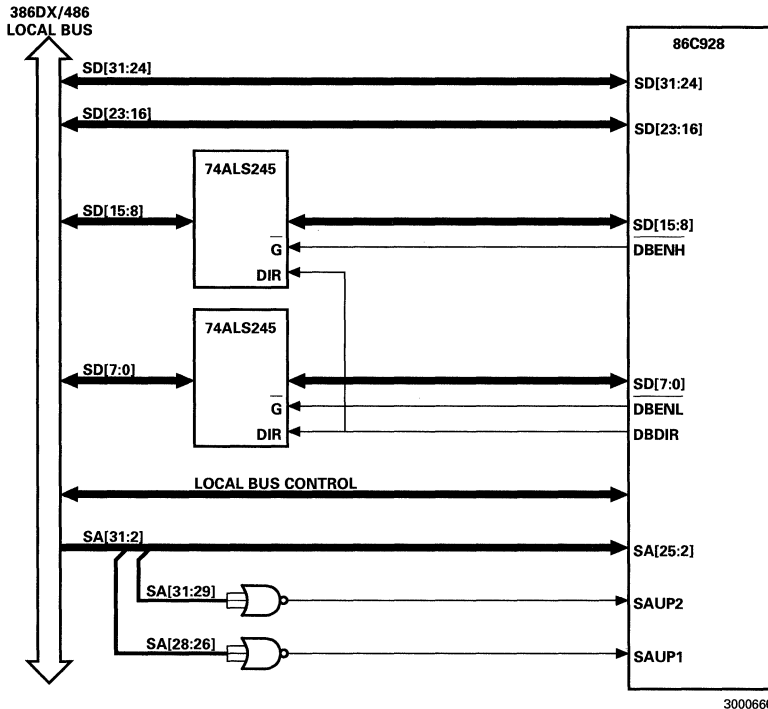 386DX/486
LOCAL BUS
86C928
SD[31:24]
SD[31:24]
SD[23:16]
SD[23:16]
74ALS245
SD[15:8]
SD[15:8]
G
DBENH
DIR
74ALS245
SD[7:0]
SD[7:0]
G
DBENL
DIR
DBDIR
LOCAL BUS CONTROL
SA[31:2]
SA[25:2]
SA[31:29]
SAUP2
SA[28:26]
SAUP1
3000660